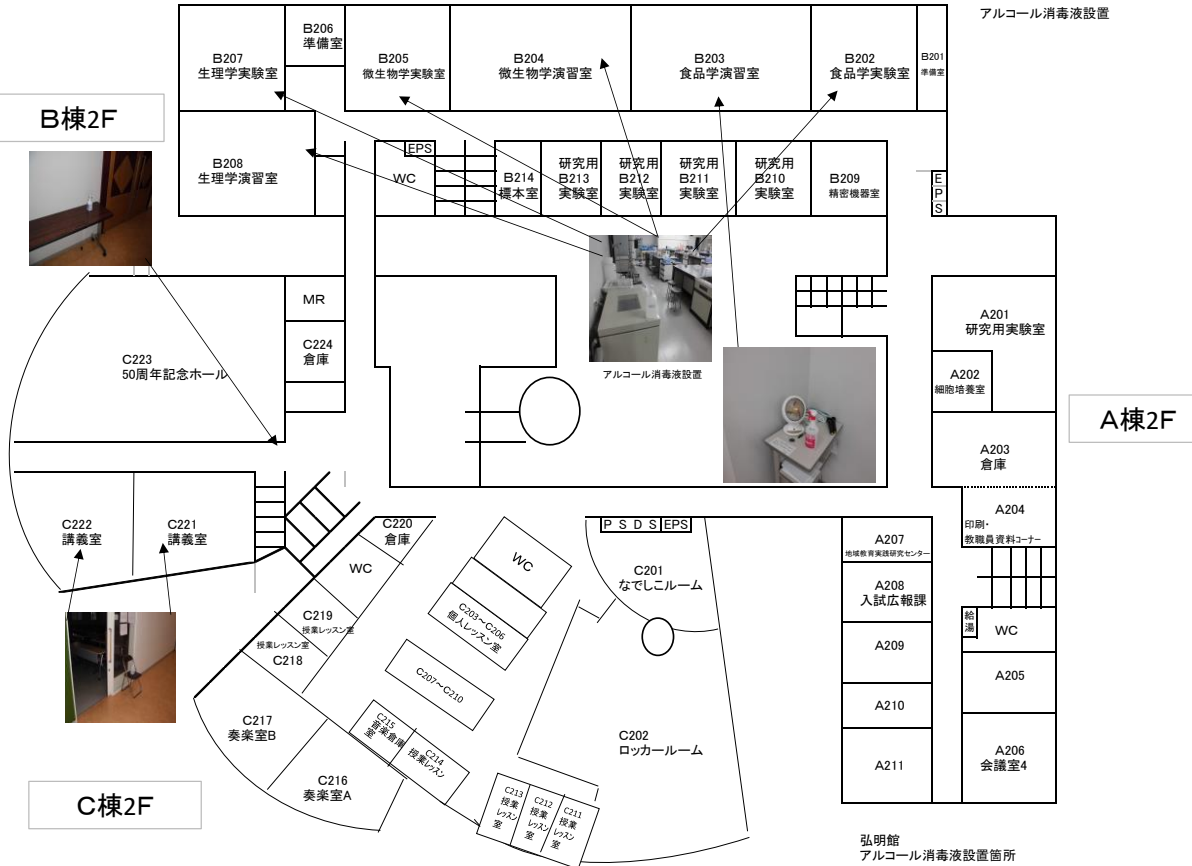 アルコール消毒液設置
B207
生理学実験室
B206
準備室
B205
微生物学実験室
B204
微生物学演習室
B203
食品学演習室
B202
食品学実験室
B201
準備室
B棟2F
B208
生理学演習室
EPS
WC
B214
標本室
研究用
B213
実験室
研究用
B212
実験室
研究用
B211
実験室
研究用
B210
実験室
B209
精密機器室
E
P
S
MR
C224
倉庫
C223
50周年記念ホール
アルコール消毒液設置
A201
研究用実験室
A202
細胞培養室
A棟2F
A203
倉庫
A204
印刷・
教職員資料コーナー
C222
講義室
C221
講義室
C220
倉庫
WC
C219
授業レッスン室
授業レッスン室
C218
C217
奏楽室B
C216
奏楽室A
WC
C203～C206
個人レッスン室
C207～C210
C215
音楽倉庫
室
C214
授業レッスン
P S D S
EPS
C201
なでしこルーム
C202
ロッカールーム
C213
授業
レッスン
室
C212
授業
レッスン
室
C211
授業
レッスン
室
A207
地域教育実践研究センター
A208
入試広報課
A209
A210
A211
給
湯
WC
A205
A206
会議室4
C棟2F
弘明館
アルコール消毒液設置箇所